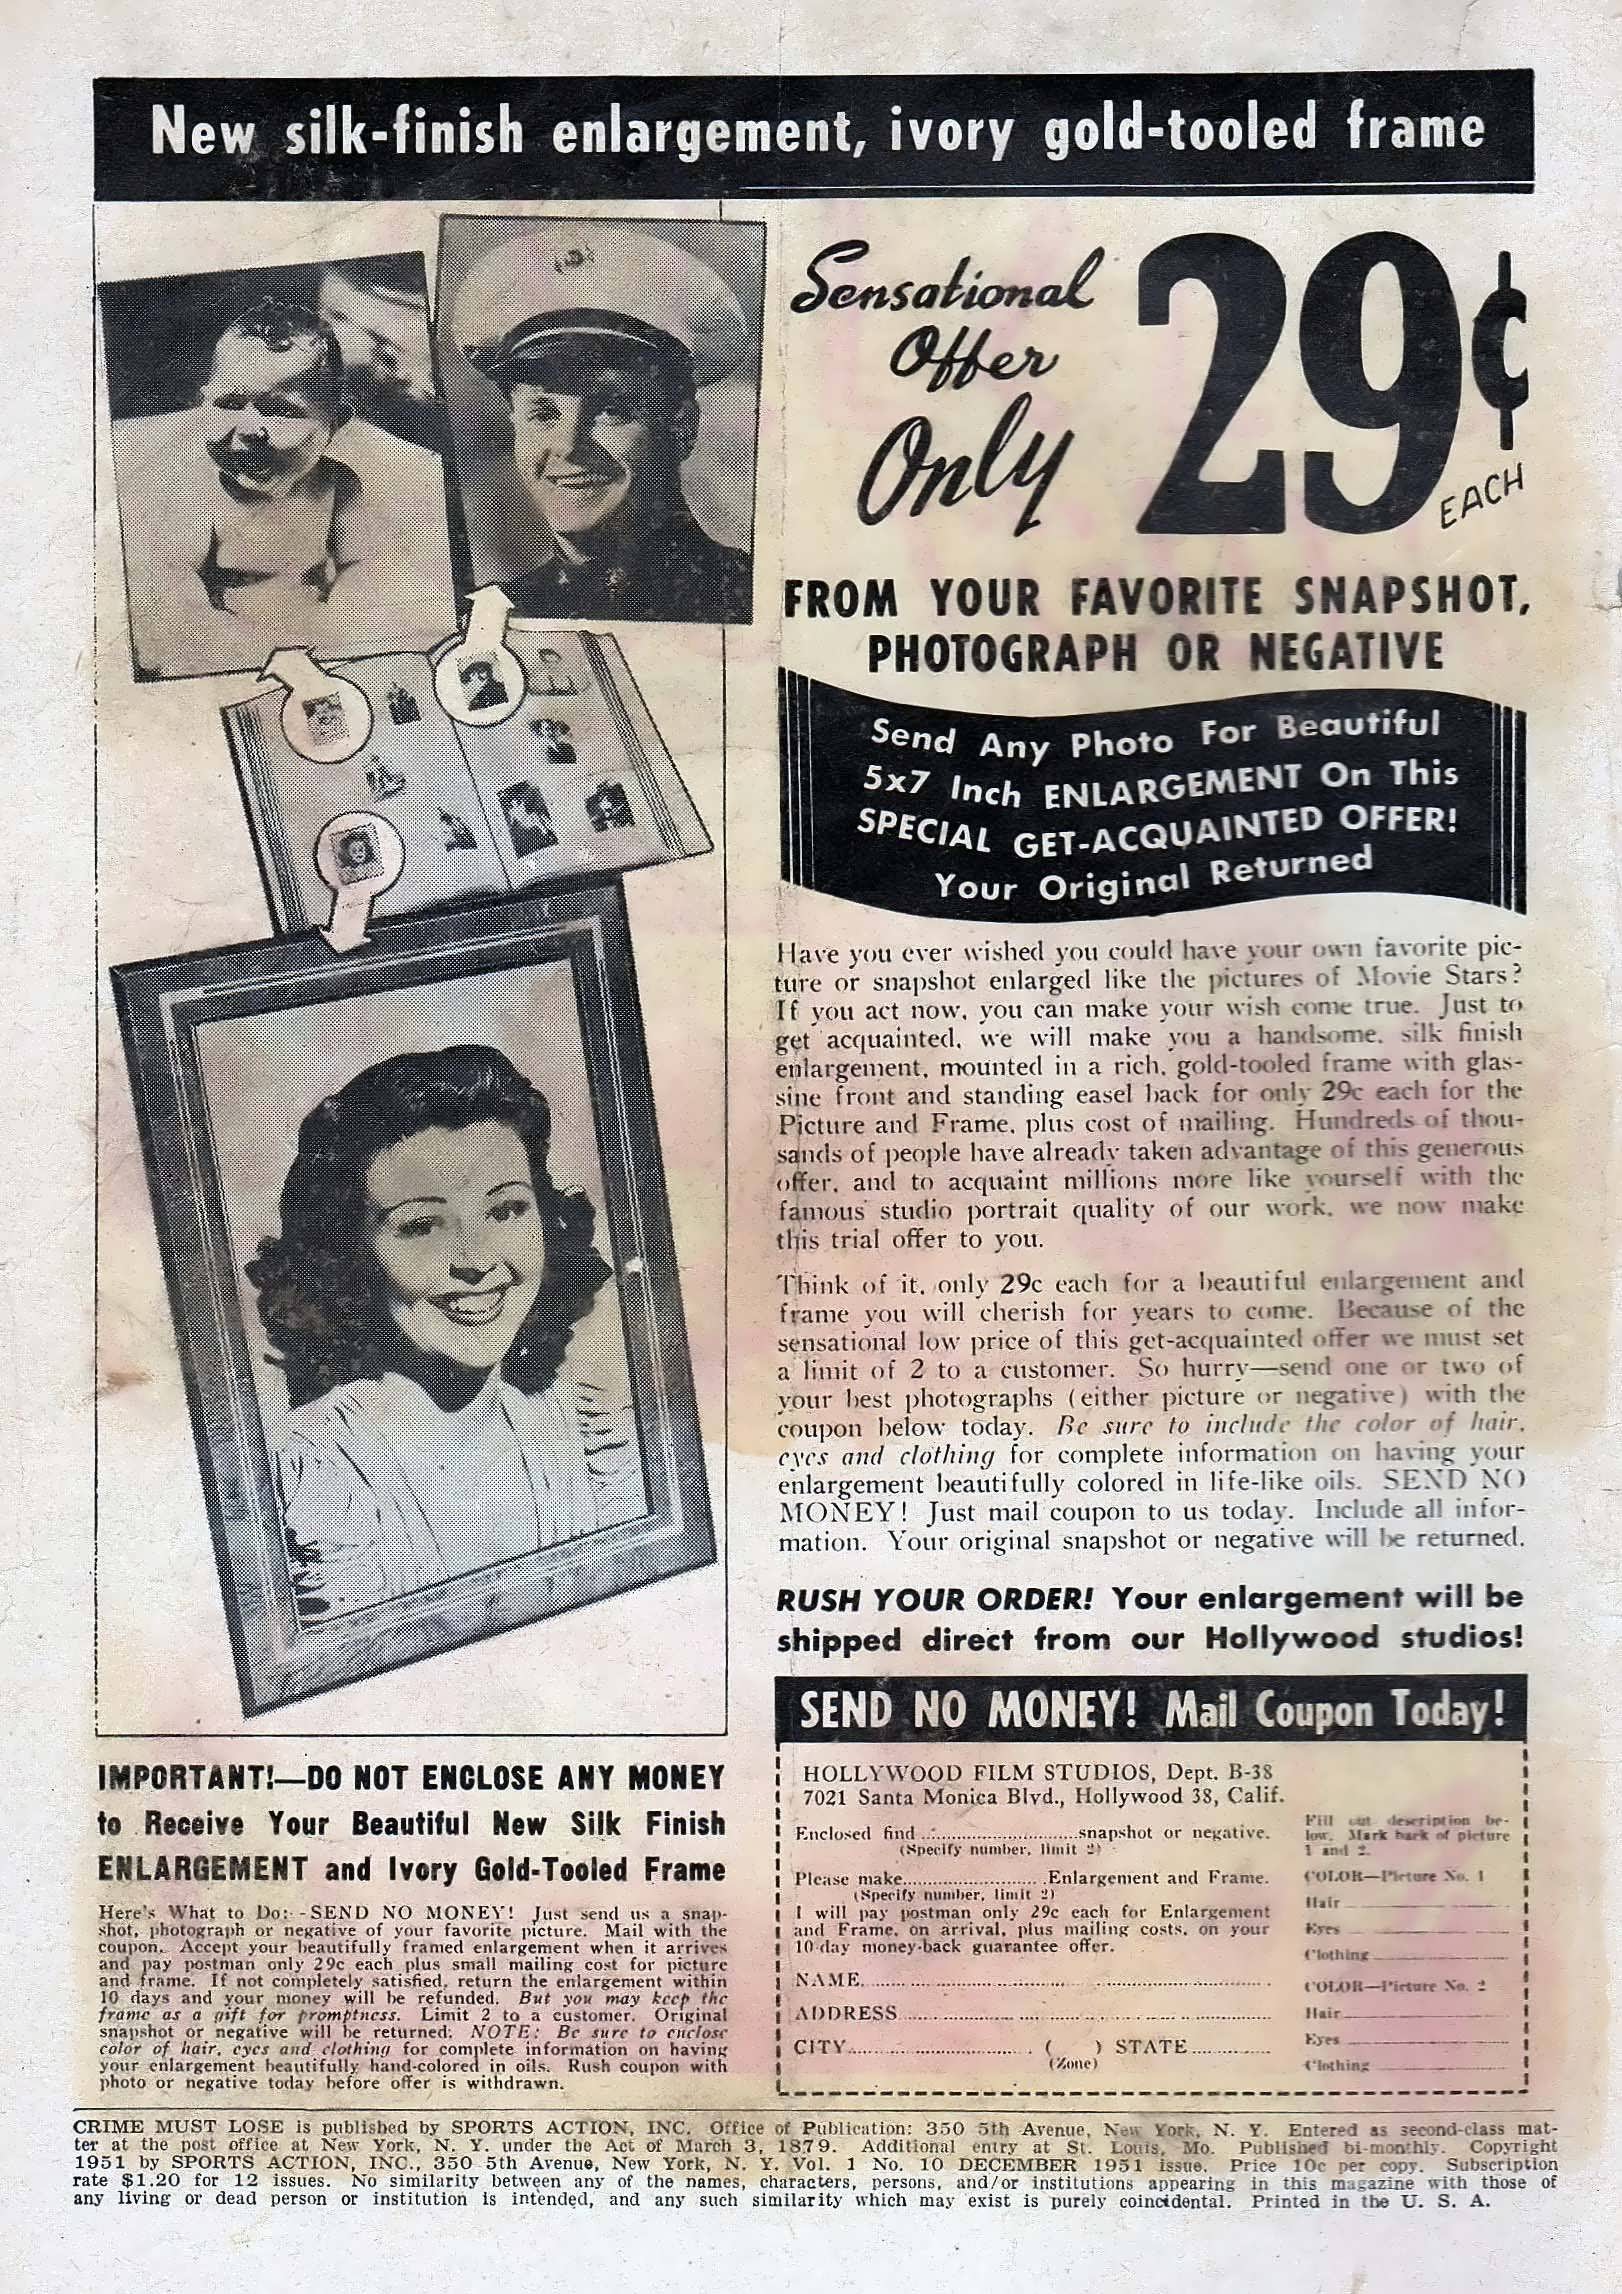 New silk-finish enlargement, ivory gold-tooled frame
Sensational
Offer
Only
29¢
EACH
FROM YOUR FAVORITE SNAPSHOT,
PHOTOGRAPH OR NEGATIVE
Send Any Photo For Beautiful
5x7 Inch ENLARGEMENT On This
SPECIAL GET-ACQUAINTED OFFER!
Your Original Returned
Have you ever wished you could have your own favorite pic-
ture or snapshot enlarged like the pictures of Movie Stars?
If you act now, you can make your wish come true. Just to
get acquainted, we will make you a handsome, silk finish
enlargement, mounted in a rich, gold-tooled frame with glas-
sine front and standing easel back for only 29c each for the
Picture and Frame, plus cost of mailing. Hundreds of thou-
sands of people have already taken advantage of this generous
offer, and to acquaint millions more like yourself with the
famous studio portrait quality of our work, we now make
this trial offer to you.
Think of it, only 29c each for a beautiful enlargement and
frame you will cherish for years to come. Because of the
sensational low price of this get-acquainted offer we must set
a limit of 2 to a customer. So hurry—send one or two of
your best photographs (either picture or negative) with the
coupon below today. Be sure to include the color of hair,
eyes and clothing for complete information on having your
enlargement beautifully colored in life-like oils. SEND NO
MONEY! Just mail coupon to us today. Include all infor-
mation. Your original snapshot or negative will be returned.
RUSH YOUR ORDER! Your enlargement will be
shipped direct from our Hollywood studios!
IMPORTANT!—DO NOT ENCLOSE ANY MONEY
to Receive Your Beautiful New Silk Finish
ENLARGEMENT and Ivory Gold-Tooled Frame
Here's What to Do:--SEND NO MONEY! Just send us a snap-
shot, photograph or negative of your favorite picture. Mail with the
coupon. Accept your beautifully framed enlargement when it arrives
and pay postman only 29c each plus small mailing cost for picture
and frame. If not completely satisfied, return the enlargement within
10 days and your money will be refunded. But you may keep the
frame as a gift for promptness. Limit 2 to a customer. Original
snapshot or negative will be returned. NOTE: Be sure to enclose
color of hair, eyes and clothing for complete information on having
your enlargement beautifully hand-colored in oils. Rush coupon with
photo or negative today before offer is withdrawn.
SEND NO MONEY! Mail Coupon Today!
HOLLYWOOD FILM STUDIOS, Dept. B-38
7021 Santa Monica Blvd., Hollywood 38, Calif.
Enclosed find..............................snapshot or negative.
(Specify number, limit 2)
Please make..........................Enlargement and Frame.
(Specify number, limit 2)
I will pay postman only 29c each for Enlargement
and Frame, on arrival, plus mailing costs, on your
10-day money-back guarantee offer.
NAME
ADDRESS
CITY.............................. ( ) STATE.............
(Zone)
Fill out description be-
low. Mark back of picture
1 and 2.
COLOR—Picture No. 1
Hair
Eyes
Clothing
COLOR—Picture No. 2
Hair
Eyes
Clothing
CRIME MUST LOSE is published by SPORTS ACTION, INC. Office of Publication: 350 5th Avenue, New York, N. Y. Entered as second-class mat-
ter at the post office at New York, N. Y. under the Act of March 3, 1879. Additional entry at St. Louis, Mo. Published bi-monthly. Copyright
1951 by SPORTS ACTION, INC., 350 5th Avenue, New York, N. Y. Vol. 1 No. 10 DECEMBER 1951 issue. Price 10c per copy. Subscription
rate $1.20 for 12 issues. No similarity between any of the names, characters, persons, and/or institutions appearing in this magazine with those of
any living or dead person or institution is intended, and any such similarity which may exist is purely coincidental. Printed in the U. S. A.